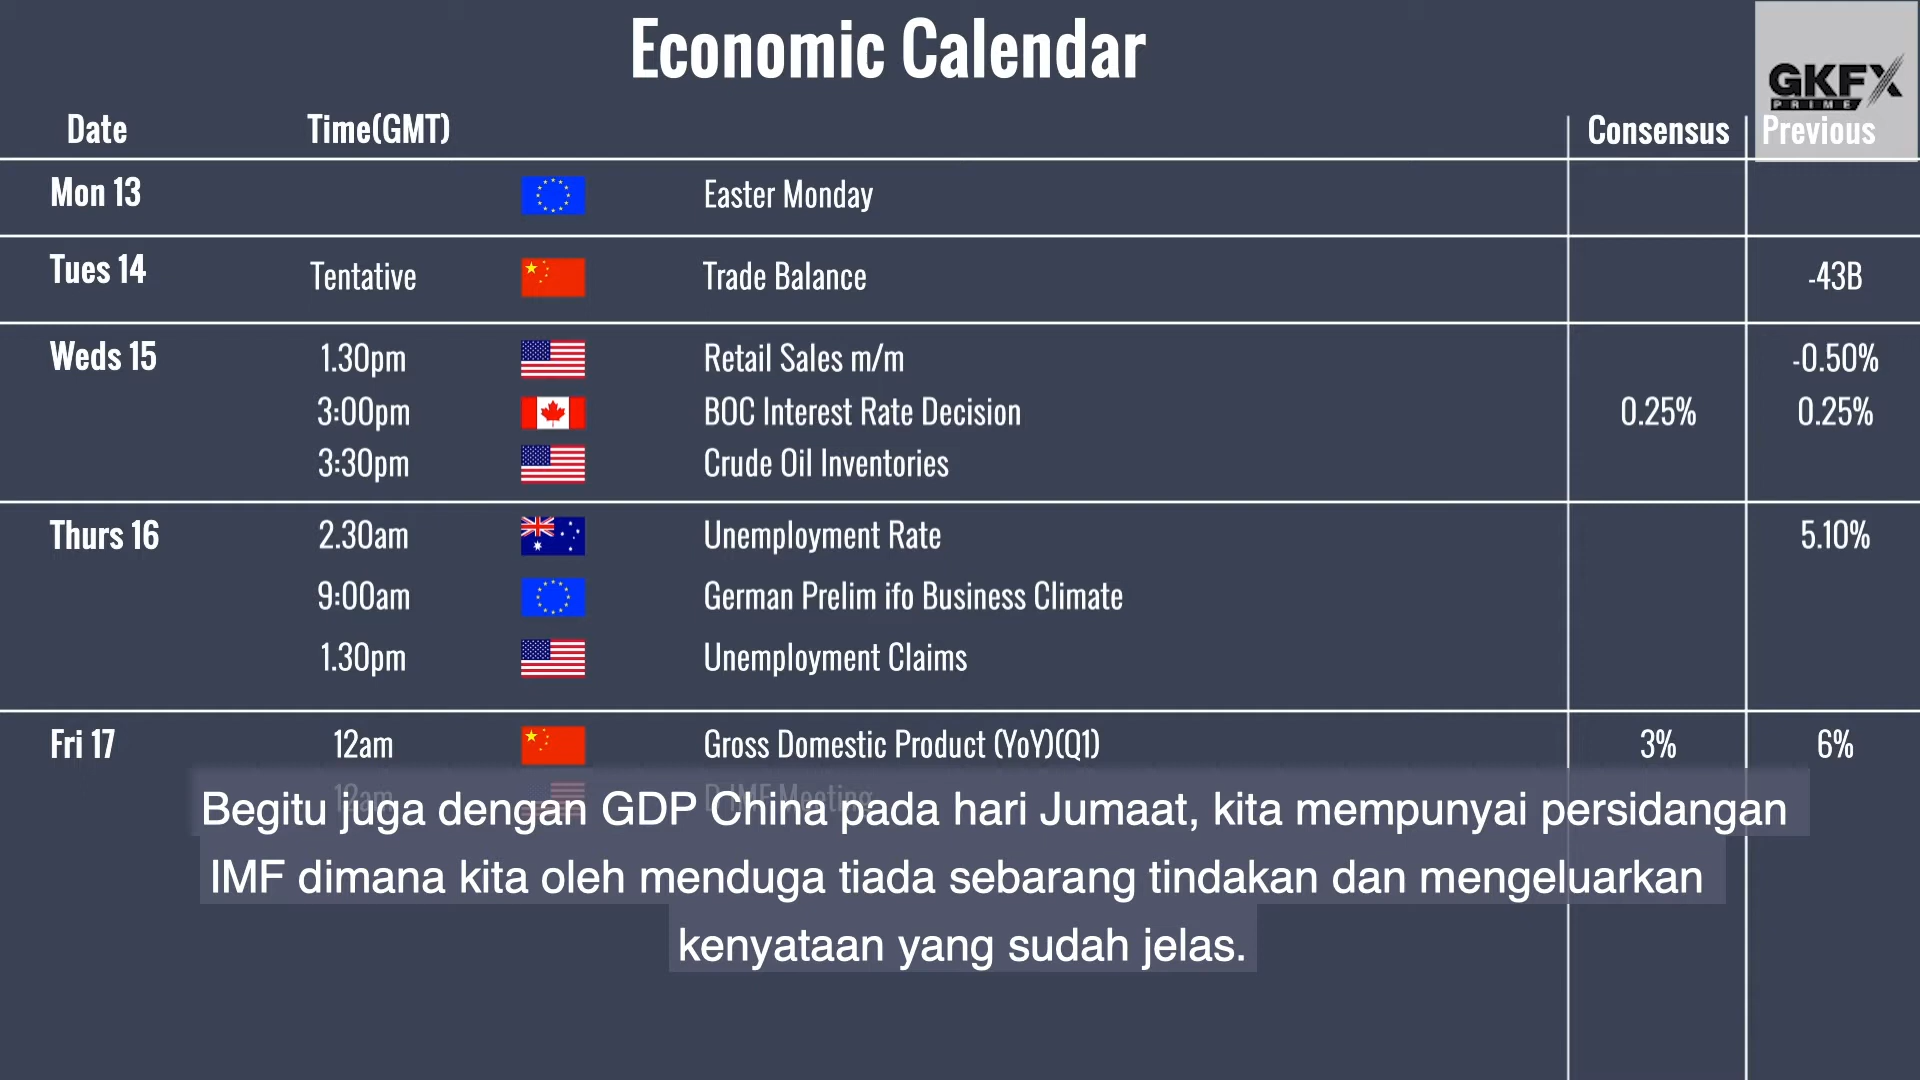 Economic Calendar
GKFX
PRIME
Date Time(GMT) Consensus Previous
Mon 13 Easter Monday
Tues 14 Tentative Trade Balance -43B
Weds 15 1.30pm Retail Sales m/m -0.50%
3:00pm BOC Interest Rate Decision 0.25% 0.25%
3:30pm Crude Oil Inventories
Thurs 16 2.30am Unemployment Rate 5.10%
9:00am German Prelim ifo Business Climate
1.30pm Unemployment Claims
Fri 17 12am Gross Domestic Product (YoY)(Q1) 3% 6%
12am IMF Meeting
Begitu juga dengan GDP China pada hari Jumaat, kita mempunyai persidangan
IMF dimana kita oleh menduga tiada sebarang tindakan dan mengeluarkan
kenyataan yang sudah jelas.